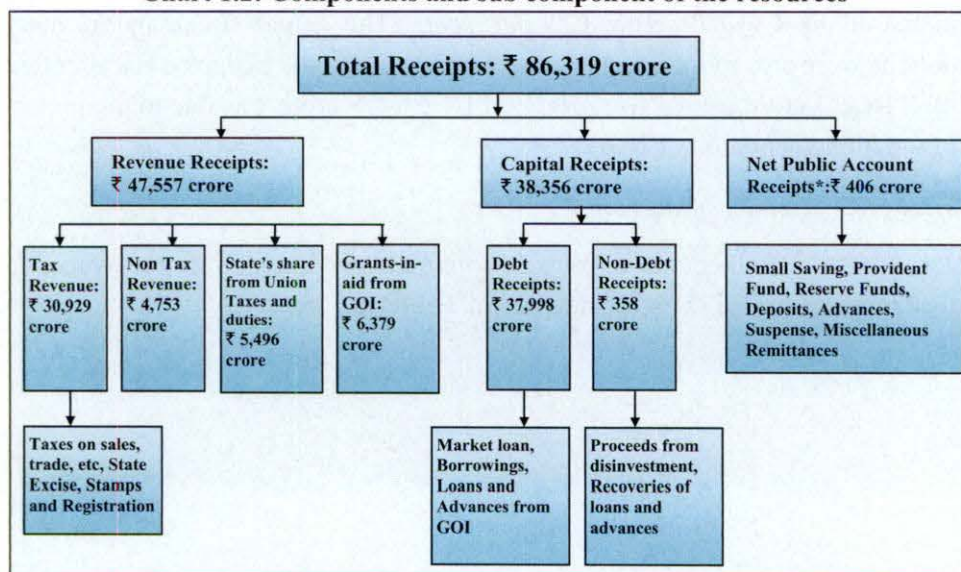 Total Receipts: ₹ 86,319 crore
Revenue Receipts:
₹ 47,557 crore
Capital Receipts:
₹ 38,356 crore
Net Public Account
Receipts*:₹ 406 crore
Tax
Revenue:
₹ 30,929
crore
Non Tax
Revenue:
₹ 4,753
crore
State's share
from Union
Taxes and
duties:
₹ 5,496
crore
Grants-in-
aid from
GOI:
₹ 6,379
crore
Debt
Receipts:
₹ 37,998
crore
Non-Debt
Receipts:
₹ 358
crore
Small Saving, Provident
Fund, Reserve Funds,
Deposits, Advances,
Suspense, Miscellaneous
Remittances
Taxes on sales,
trade, etc, State
Excise, Stamps
and Registration
Market loan,
Borrowings,
Loans and
Advances from
GOI
Proceeds from
disinvestment,
Recoveries of
loans and
advances